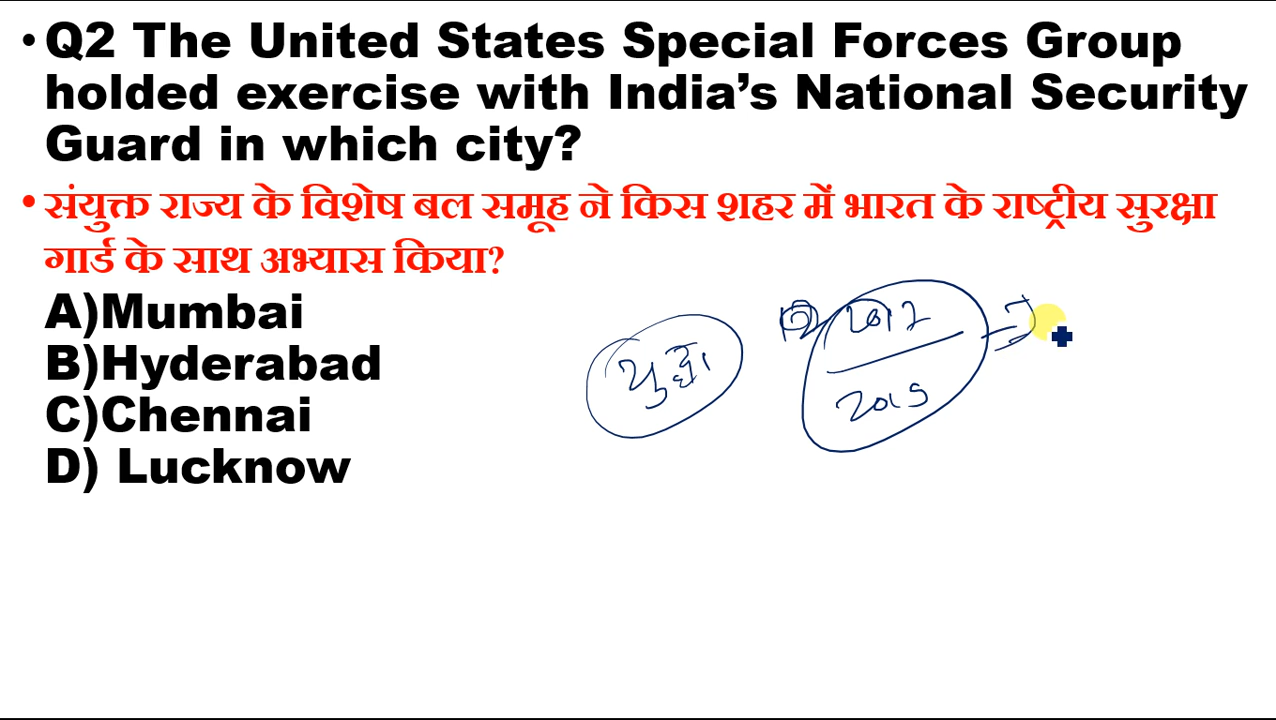 • Q2 The United States Special Forces Group
holded exercise with India’s National Security
Guard in which city?
• संयुक्त राज्य के विशेष बल समूह ने किस शहर में भारत के राष्ट्रीय सुरक्षा
गार्ड के साथ अभ्यास किया?
A)Mumbai
B)Hyderabad
C)Chennai
D) Lucknow
2012
2015